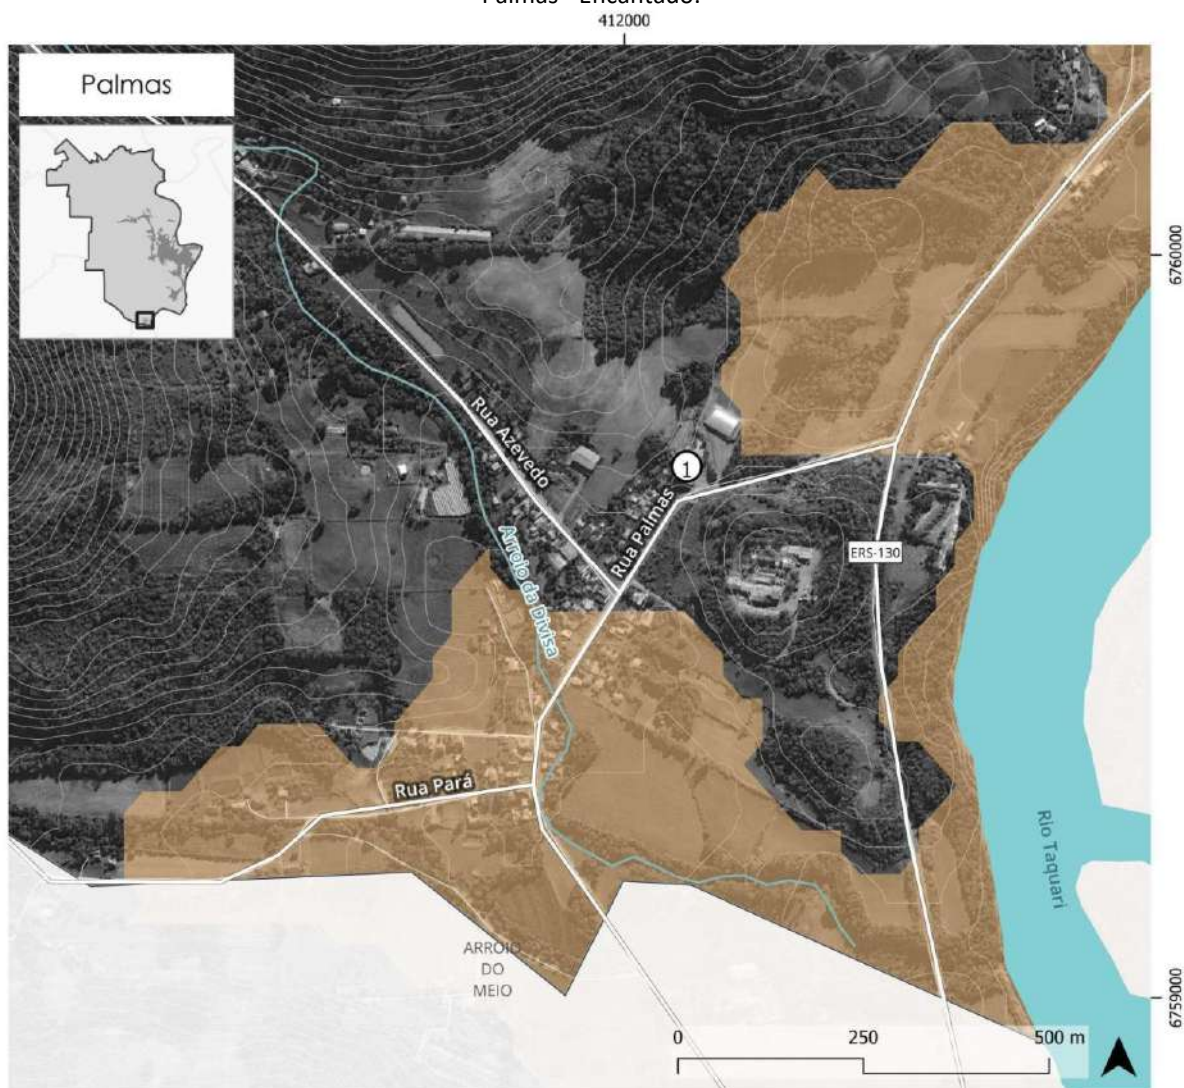 Palmas - Encantado.
412000
Palmas
6760000
Rua Azevedo
1
Rua Palmas
Arroio da Divisa
ERS-130
Rua Pará
Rio Taquari
ARROIO
DO
MEIO
6759000
0 250 500 m